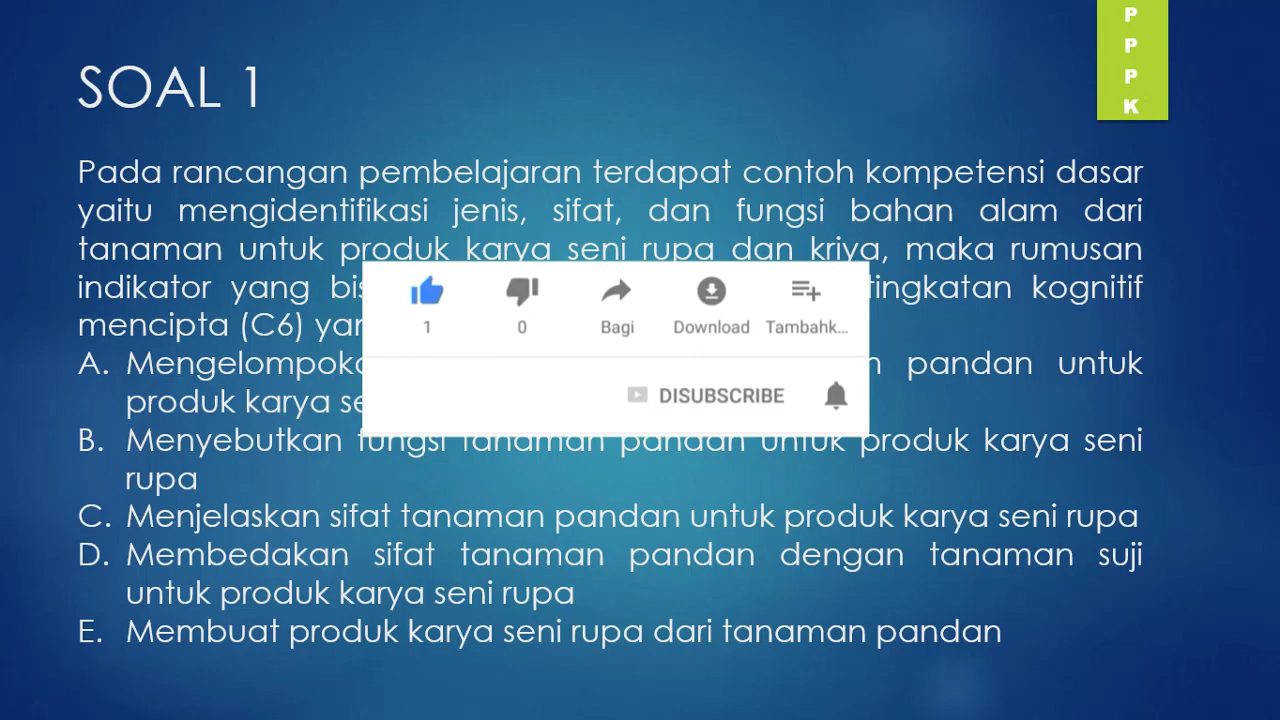 P
P
P
K
SOAL 1
Pada rancangan pembelajaran terdapat contoh kompetensi dasar
yaitu mengidentifikasi jenis, sifat, dan fungsi bahan alam dari
tanaman untuk produk karya seni rupa dan kriya, maka rumusan
indikator yang tingkatan kognitif
mencipta (C6)
A. pandan untuk
produk karya
B. Menyebutkan fungsi tanaman pandan untuk produk karya seni
rupa
C. Menjelaskan sifat tanaman pandan untuk produk karya seni rupa
D. Membedakan sifat tanaman pandan dengan tanaman suji
untuk produk karya seni rupa
E. Membuat produk karya seni rupa dari tanaman pandan
1 0 Bagi Download Tambahk...
DISUBSCRIBE